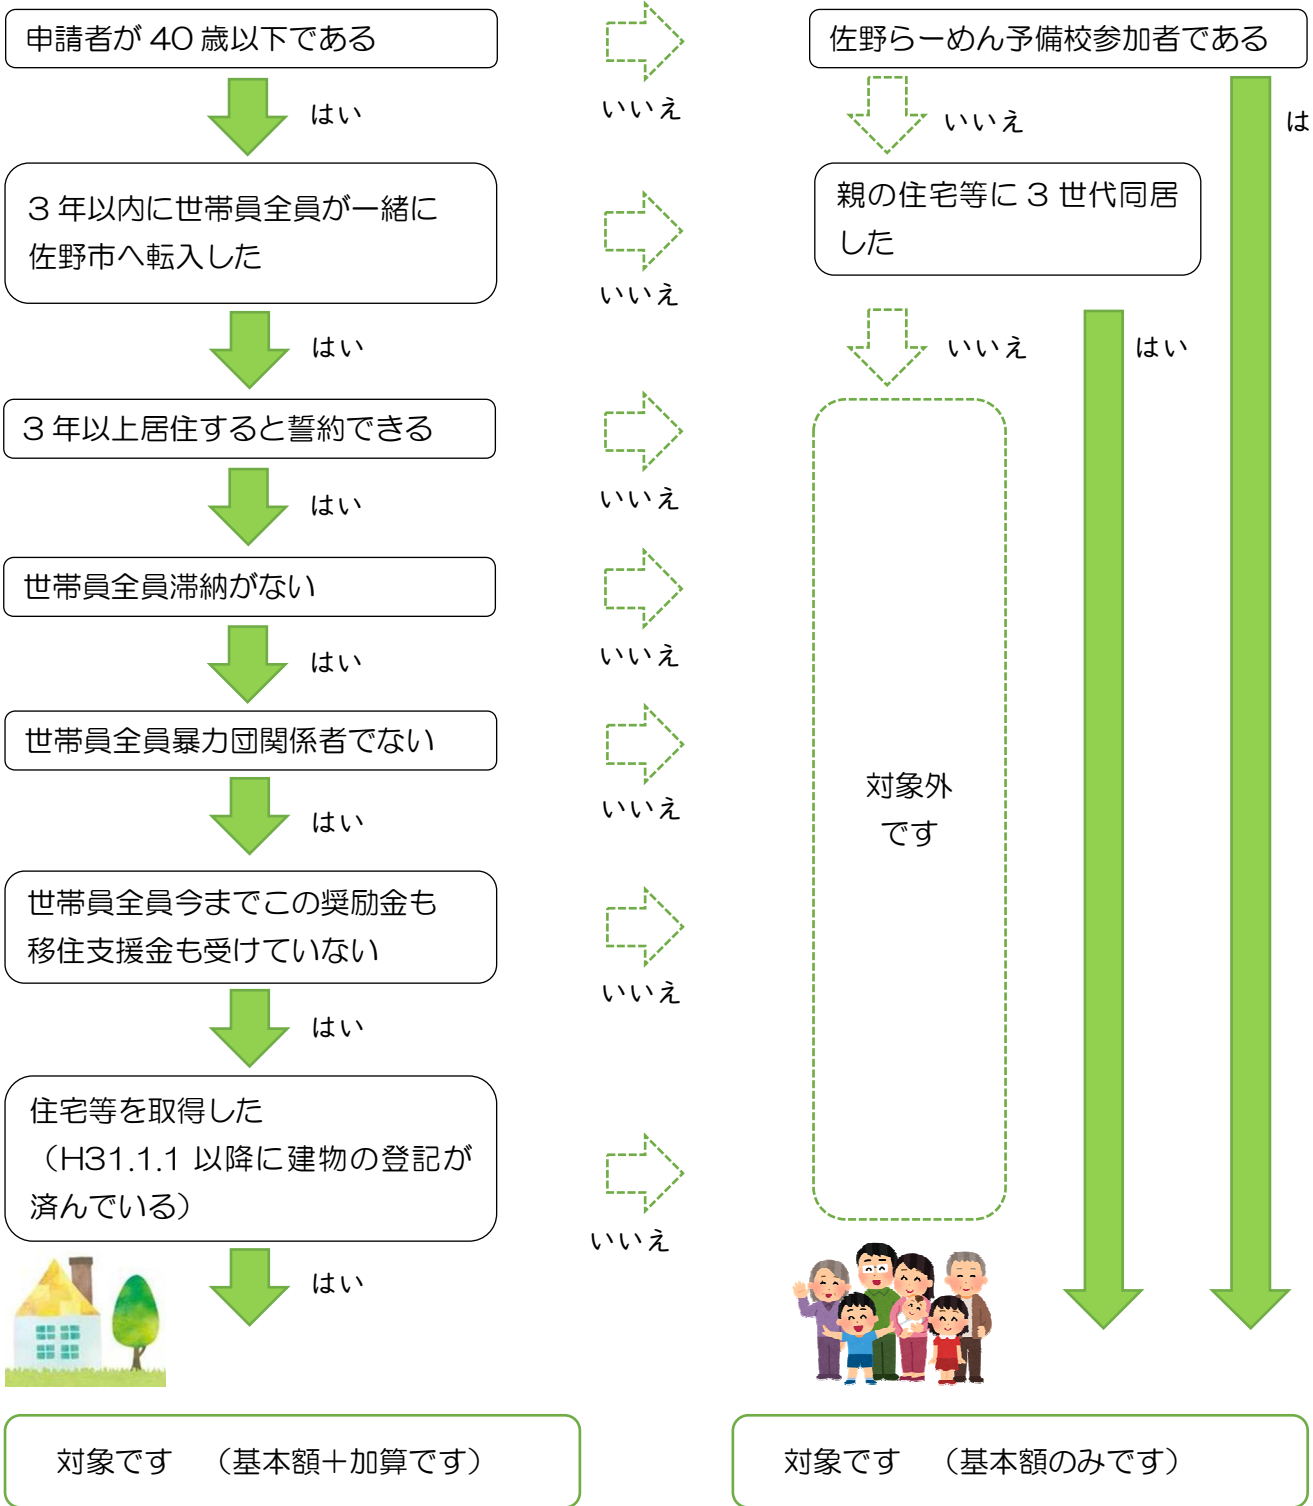 申請者が 40 歳以下である
佐野らーめん予備校参加者である
はい
いいえ
いいえ
は
3 年以内に世帯員全員が一緒に
佐野市へ転入した
親の住宅等に 3 世代同居
した
いいえ
はい
いいえ
はい
3 年以上居住すると誓約できる
いいえ
はい
世帯員全員滞納がない
いいえ
はい
世帯員全員暴力団関係者でない
いいえ
はい
対象外
です
世帯員全員今までこの奨励金も
移住支援金も受けていない
いいえ
はい
住宅等を取得した
（H31.1.1 以降に建物の登記が
済んでいる）
いいえ
はい
対象です　（基本額＋加算です）
対象です　（基本額のみです）